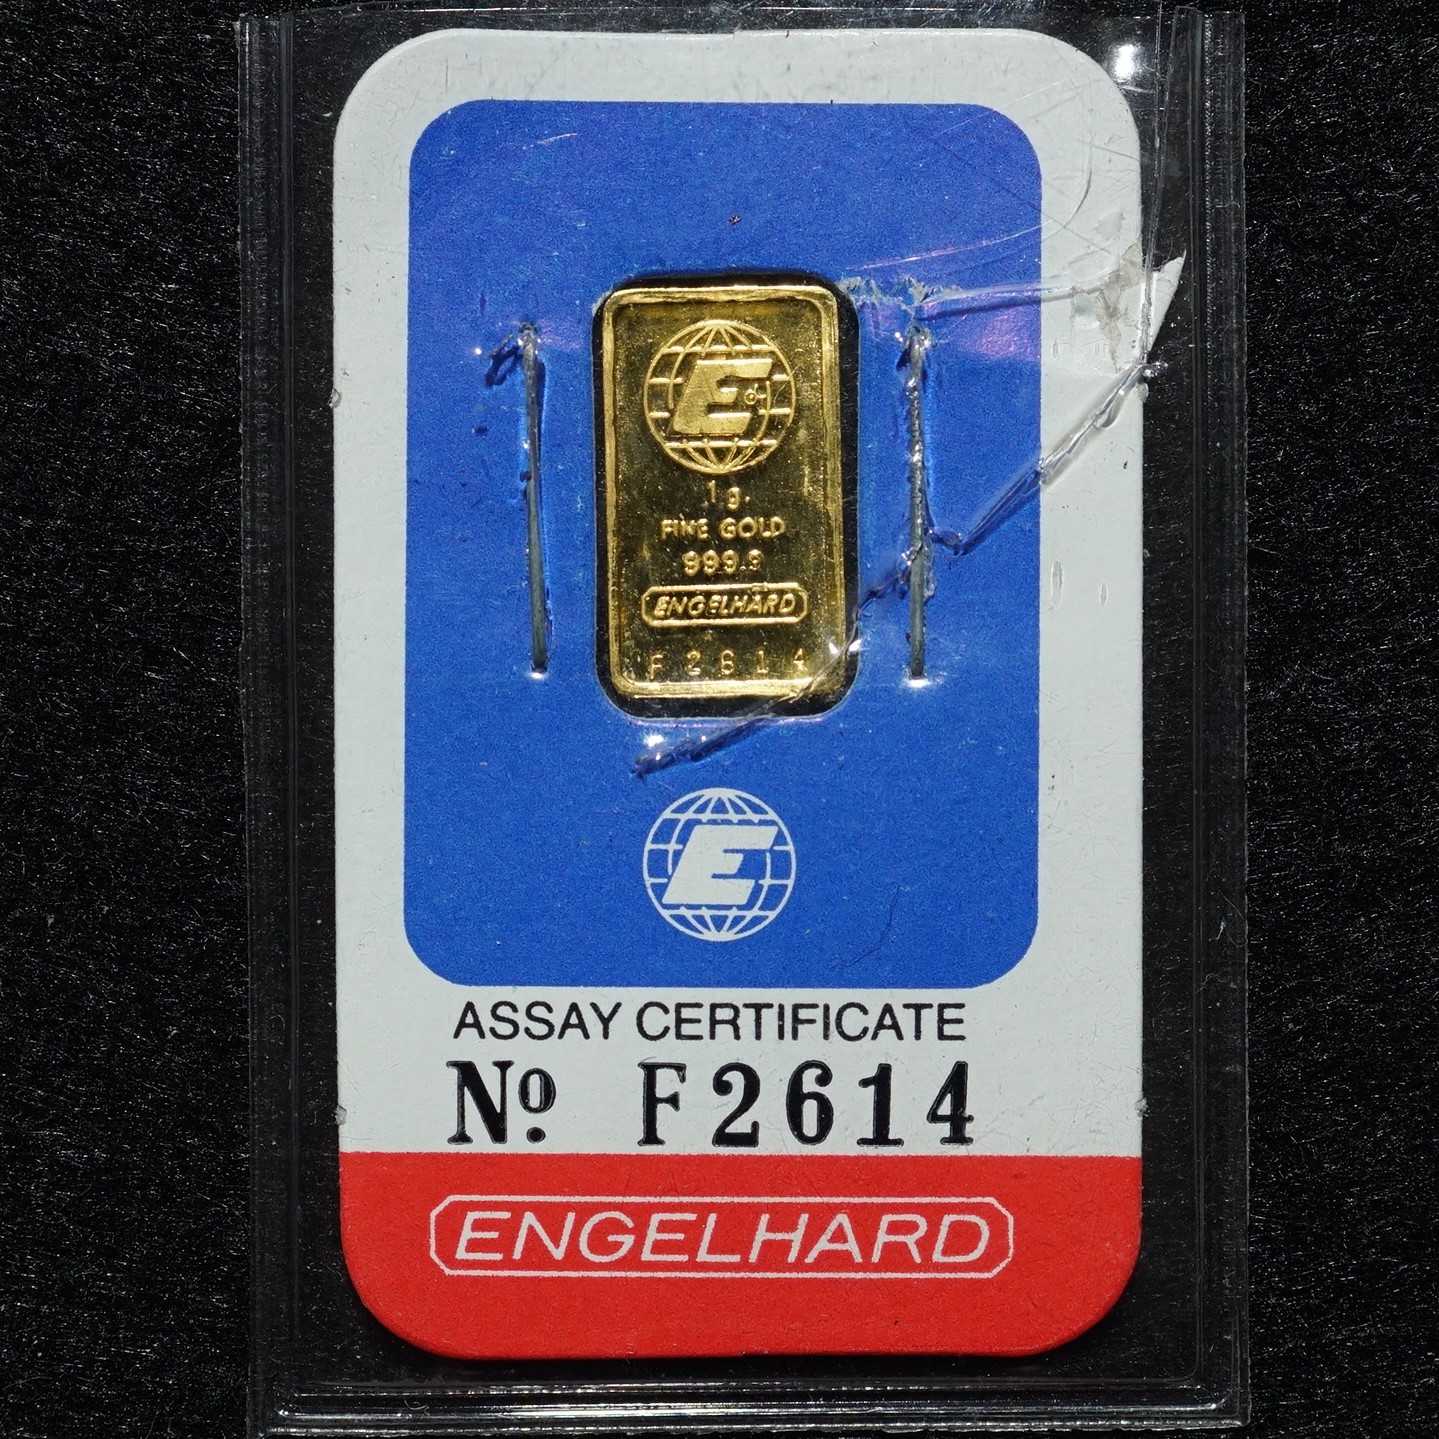 E
1 g.
FINE GOLD
999.9
ENGELHARD
F 2614
E
ASSAY CERTIFICATE
Nº. F2614
ENGELHARD